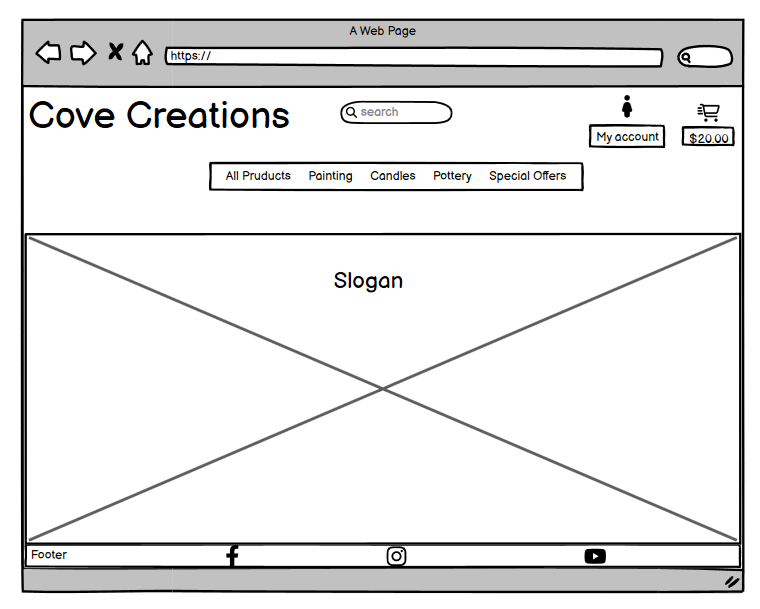 A Web Page
https://
Cove Creations
search
My account
$20.00
All Pruducts Painting Candles Pottery Special Offers
Slogan
Footer